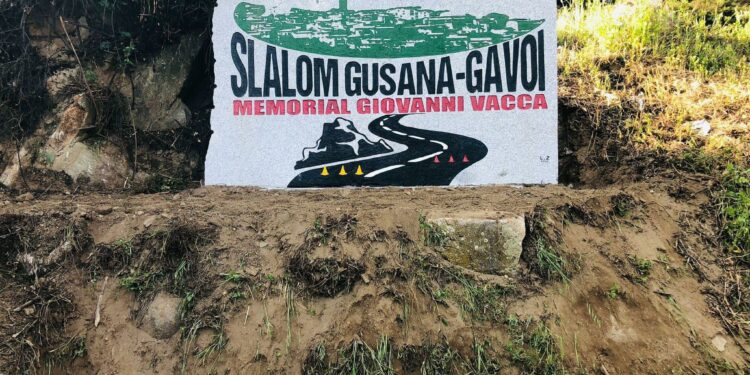 SLALOM GUSANA-GAVOI
MEMORIAL GIOVANNI VACCA